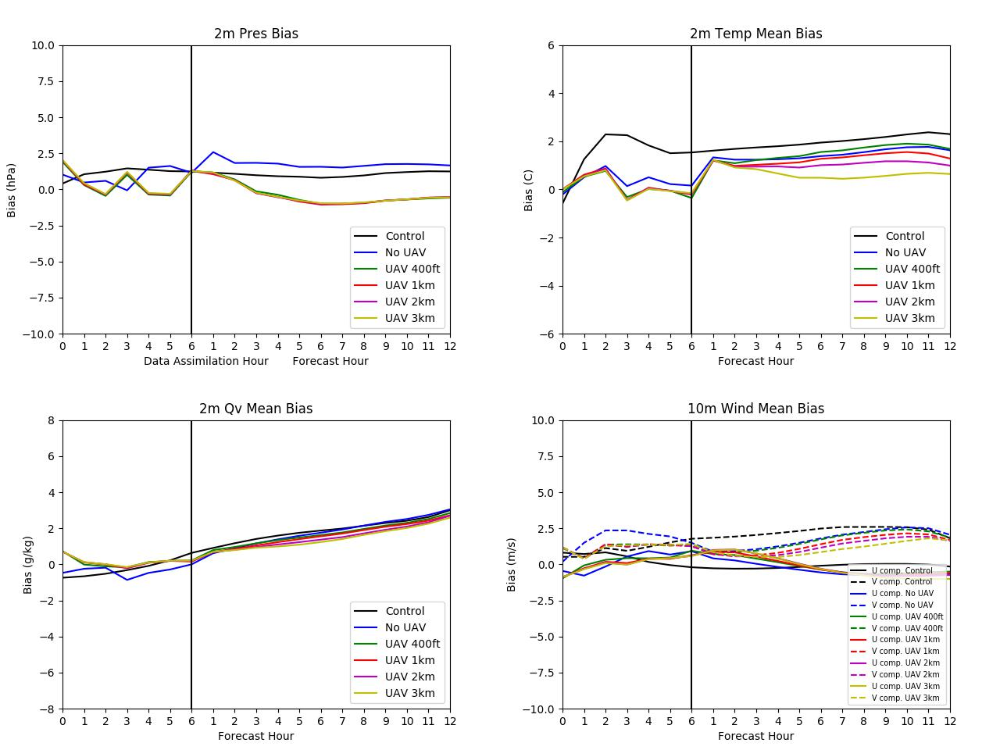 2m Pres Bias
10.0
7.5
5.0
2.5
0.0
−2.5
−5.0
−7.5
−10.0
Bias (hPa)
Control
No UAV
UAV 400ft
UAV 1km
UAV 2km
UAV 3km
0 1 2 3 4 5 6 1 2 3 4 5 6 7 8 9 10 11 12
Data Assimilation Hour Forecast Hour
2m Temp Mean Bias
6
4
2
0
−2
−4
−6
Bias (C)
Control
No UAV
UAV 400ft
UAV 1km
UAV 2km
UAV 3km
0 1 2 3 4 5 6 1 2 3 4 5 6 7 8 9 10 11 12
Forecast Hour
2m Qv Mean Bias
8
6
4
2
0
−2
−4
−6
−8
Bias (g/kg)
Control
No UAV
UAV 400ft
UAV 1km
UAV 2km
UAV 3km
0 1 2 3 4 5 6 1 2 3 4 5 6 7 8 9 10 11 12
Forecast Hour
10m Wind Mean Bias
10.0
7.5
5.0
2.5
0.0
−2.5
−5.0
−7.5
−10.0
Bias (m/s)
U comp. Control
V comp. Control
U comp. No UAV
V comp. No UAV
U comp. UAV 400ft
V comp. UAV 400ft
U comp. UAV 1km
V comp. UAV 1km
U comp. UAV 2km
V comp. UAV 2km
U comp. UAV 3km
V comp. UAV 3km
0 1 2 3 4 5 6 1 2 3 4 5 6 7 8 9 10 11 12
Forecast Hour